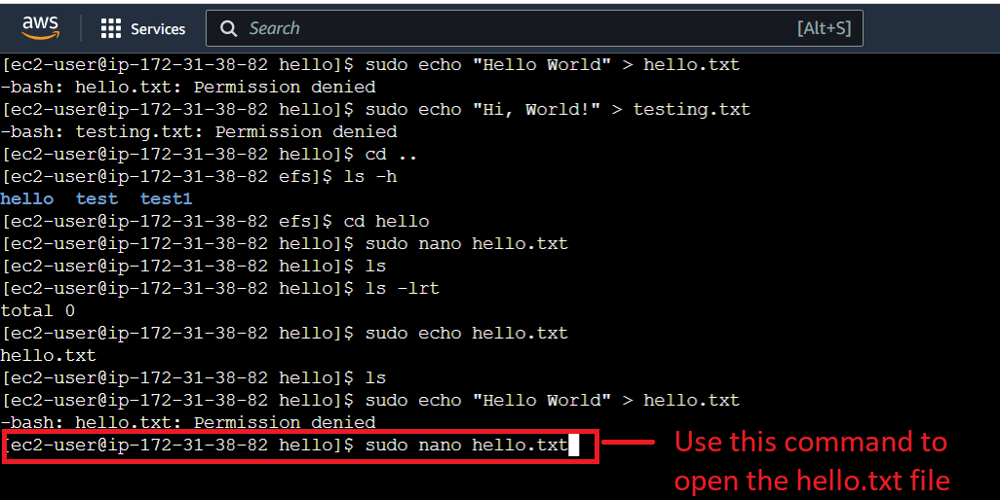 aws Services Search [Alt+S]
[ec2-user@ip-172-31-38-82 hello]$ sudo echo "Hello World" > hello.txt
-bash: hello.txt: Permission denied
[ec2-user@ip-172-31-38-82 hello]$ sudo echo "Hi, World!" > testing.txt
-bash: testing.txt: Permission denied
[ec2-user@ip-172-31-38-82 hello]$ cd ..
[ec2-user@ip-172-31-38-82 efs]$ ls -h
hello  test  test1
[ec2-user@ip-172-31-38-82 efs]$ cd hello
[ec2-user@ip-172-31-38-82 hello]$ sudo nano hello.txt
[ec2-user@ip-172-31-38-82 hello]$ ls
[ec2-user@ip-172-31-38-82 hello]$ ls -lrt
total 0
[ec2-user@ip-172-31-38-82 hello]$ sudo echo hello.txt
hello.txt
[ec2-user@ip-172-31-38-82 hello]$ ls
[ec2-user@ip-172-31-38-82 hello]$ sudo echo "Hello World" > hello.txt
-bash: hello.txt: Permission denied
[ec2-user@ip-172-31-38-82 hello]$ sudo nano hello.txt
Use this command to
open the hello.txt file